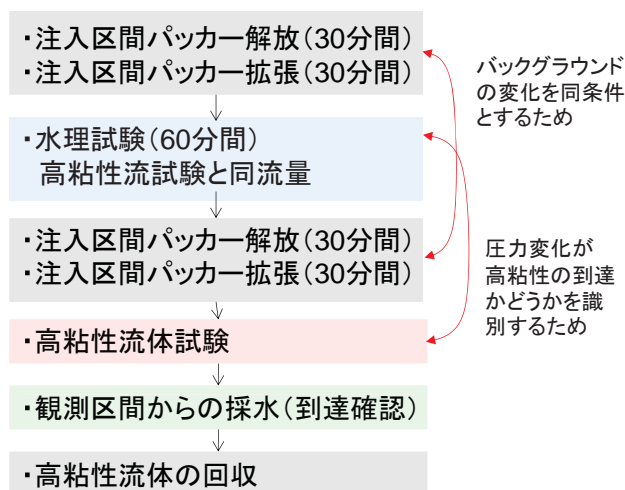 ・注入区間パッカー解放(30分間)
・注入区間パッカー拡張(30分間)
・水理試験(60分間)
高粘性流試験と同流量
・注入区間パッカー解放(30分間)
・注入区間パッカー拡張(30分間)
・高粘性流体試験
・観測区間からの採水(到達確認)
・高粘性流体の回収
バックグラウンド
の変化を同条件
とするため
圧力変化が
高粘性の到達
かどうかを識
別するため